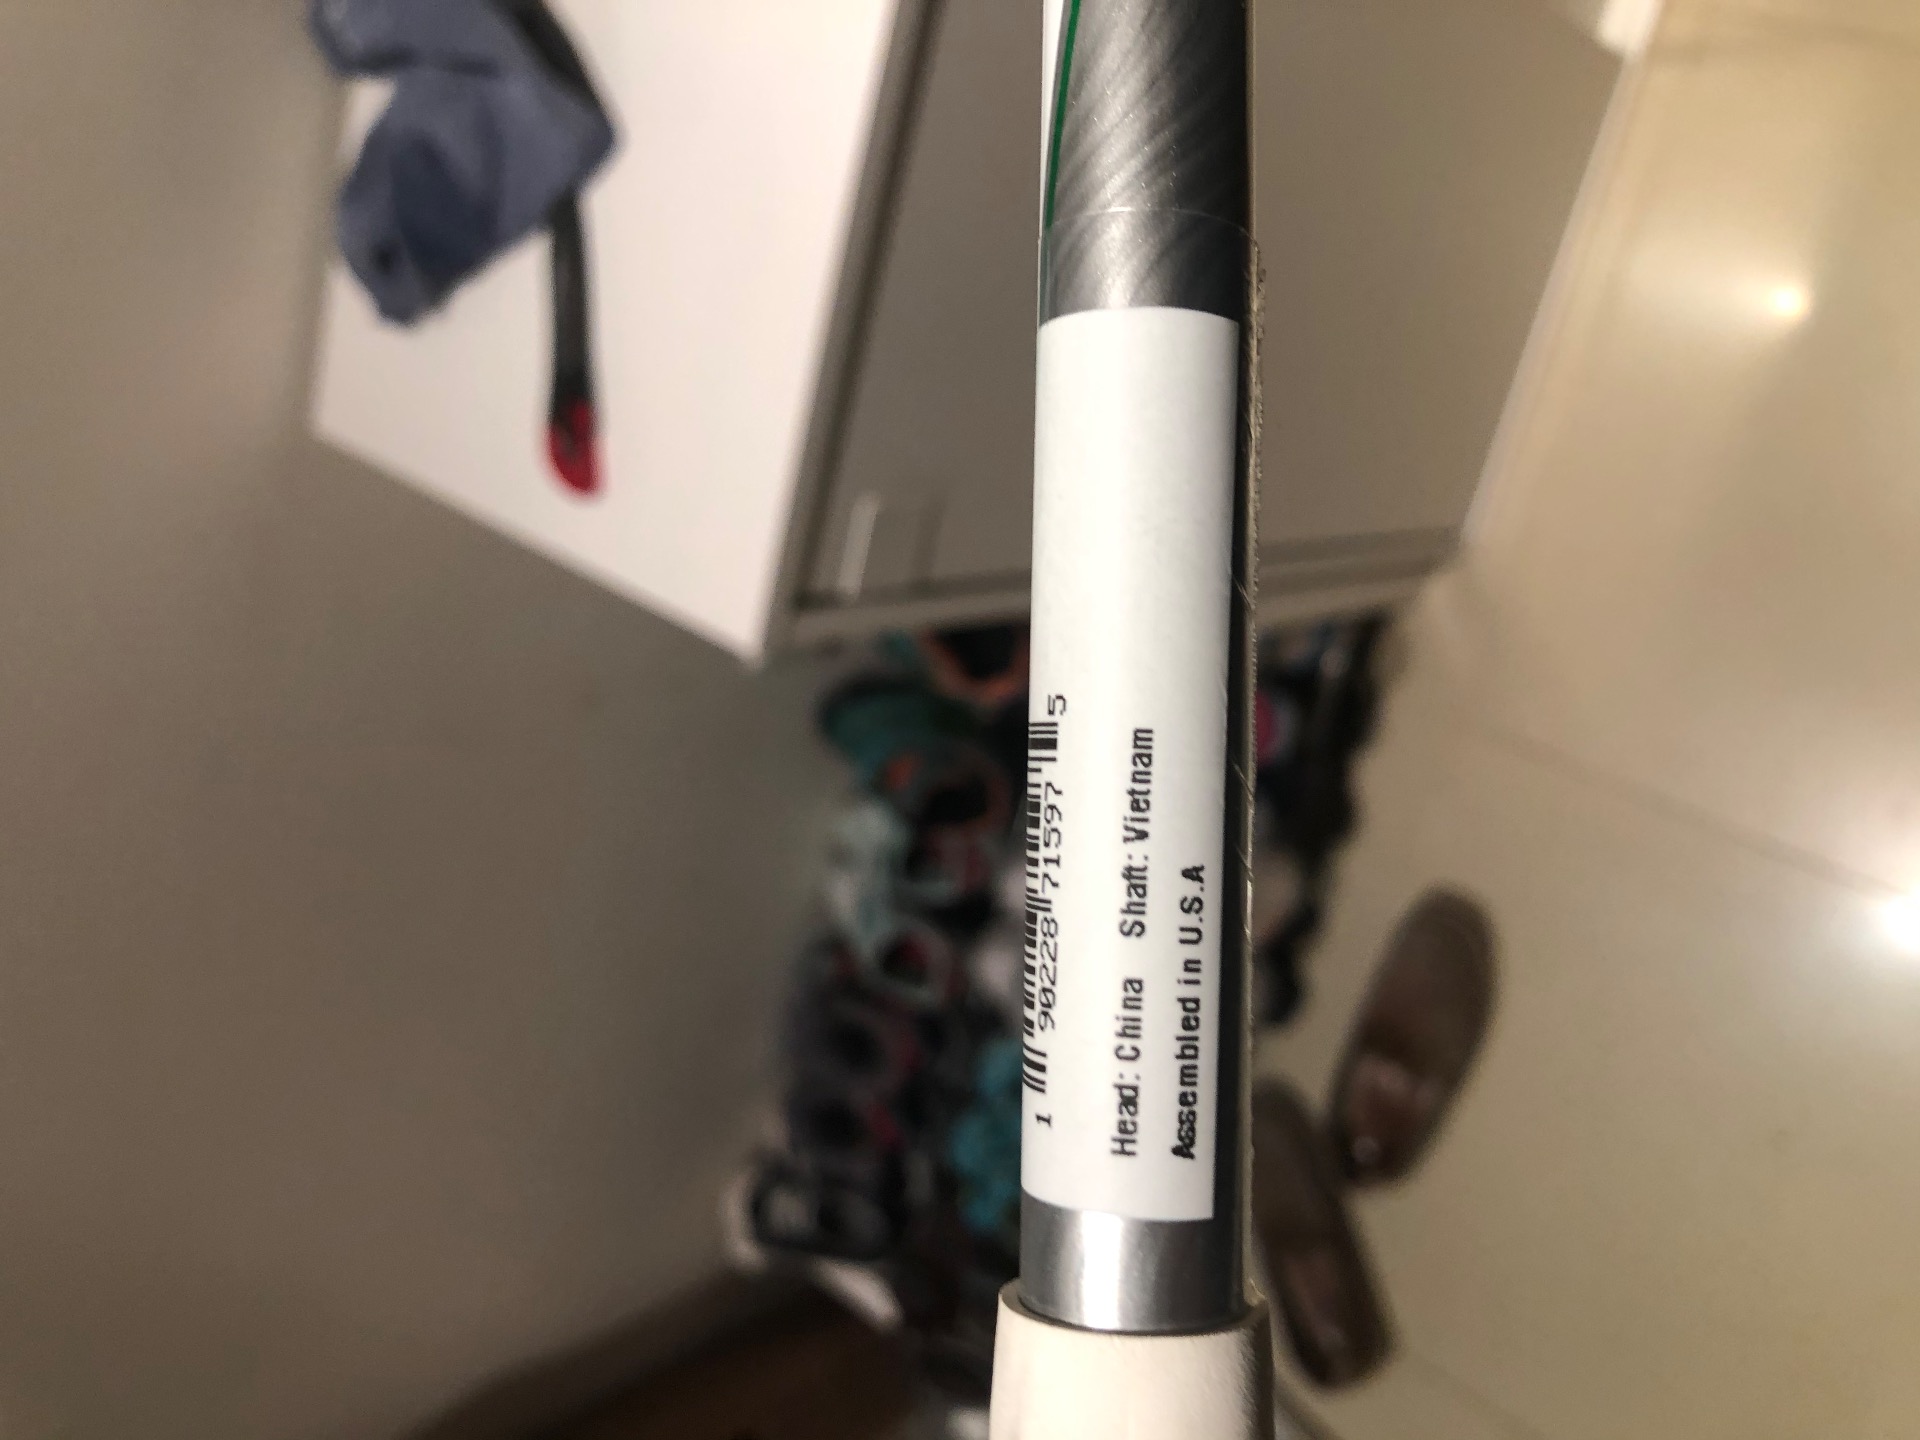 1 90228 71597 5
Head: China Shaft: Vietnam
Assembled in U.S.A